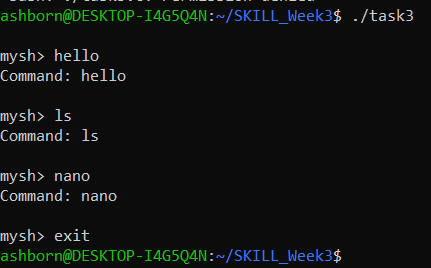 ashborn@DESKTOP-I4G5Q4N:~/SKILL_Week3$ ./task3
mysh> hello
Command: hello
mysh> ls
Command: ls
mysh> nano
Command: nano
mysh> exit
ashborn@DESKTOP-I4G5Q4N:~/SKILL_Week3$